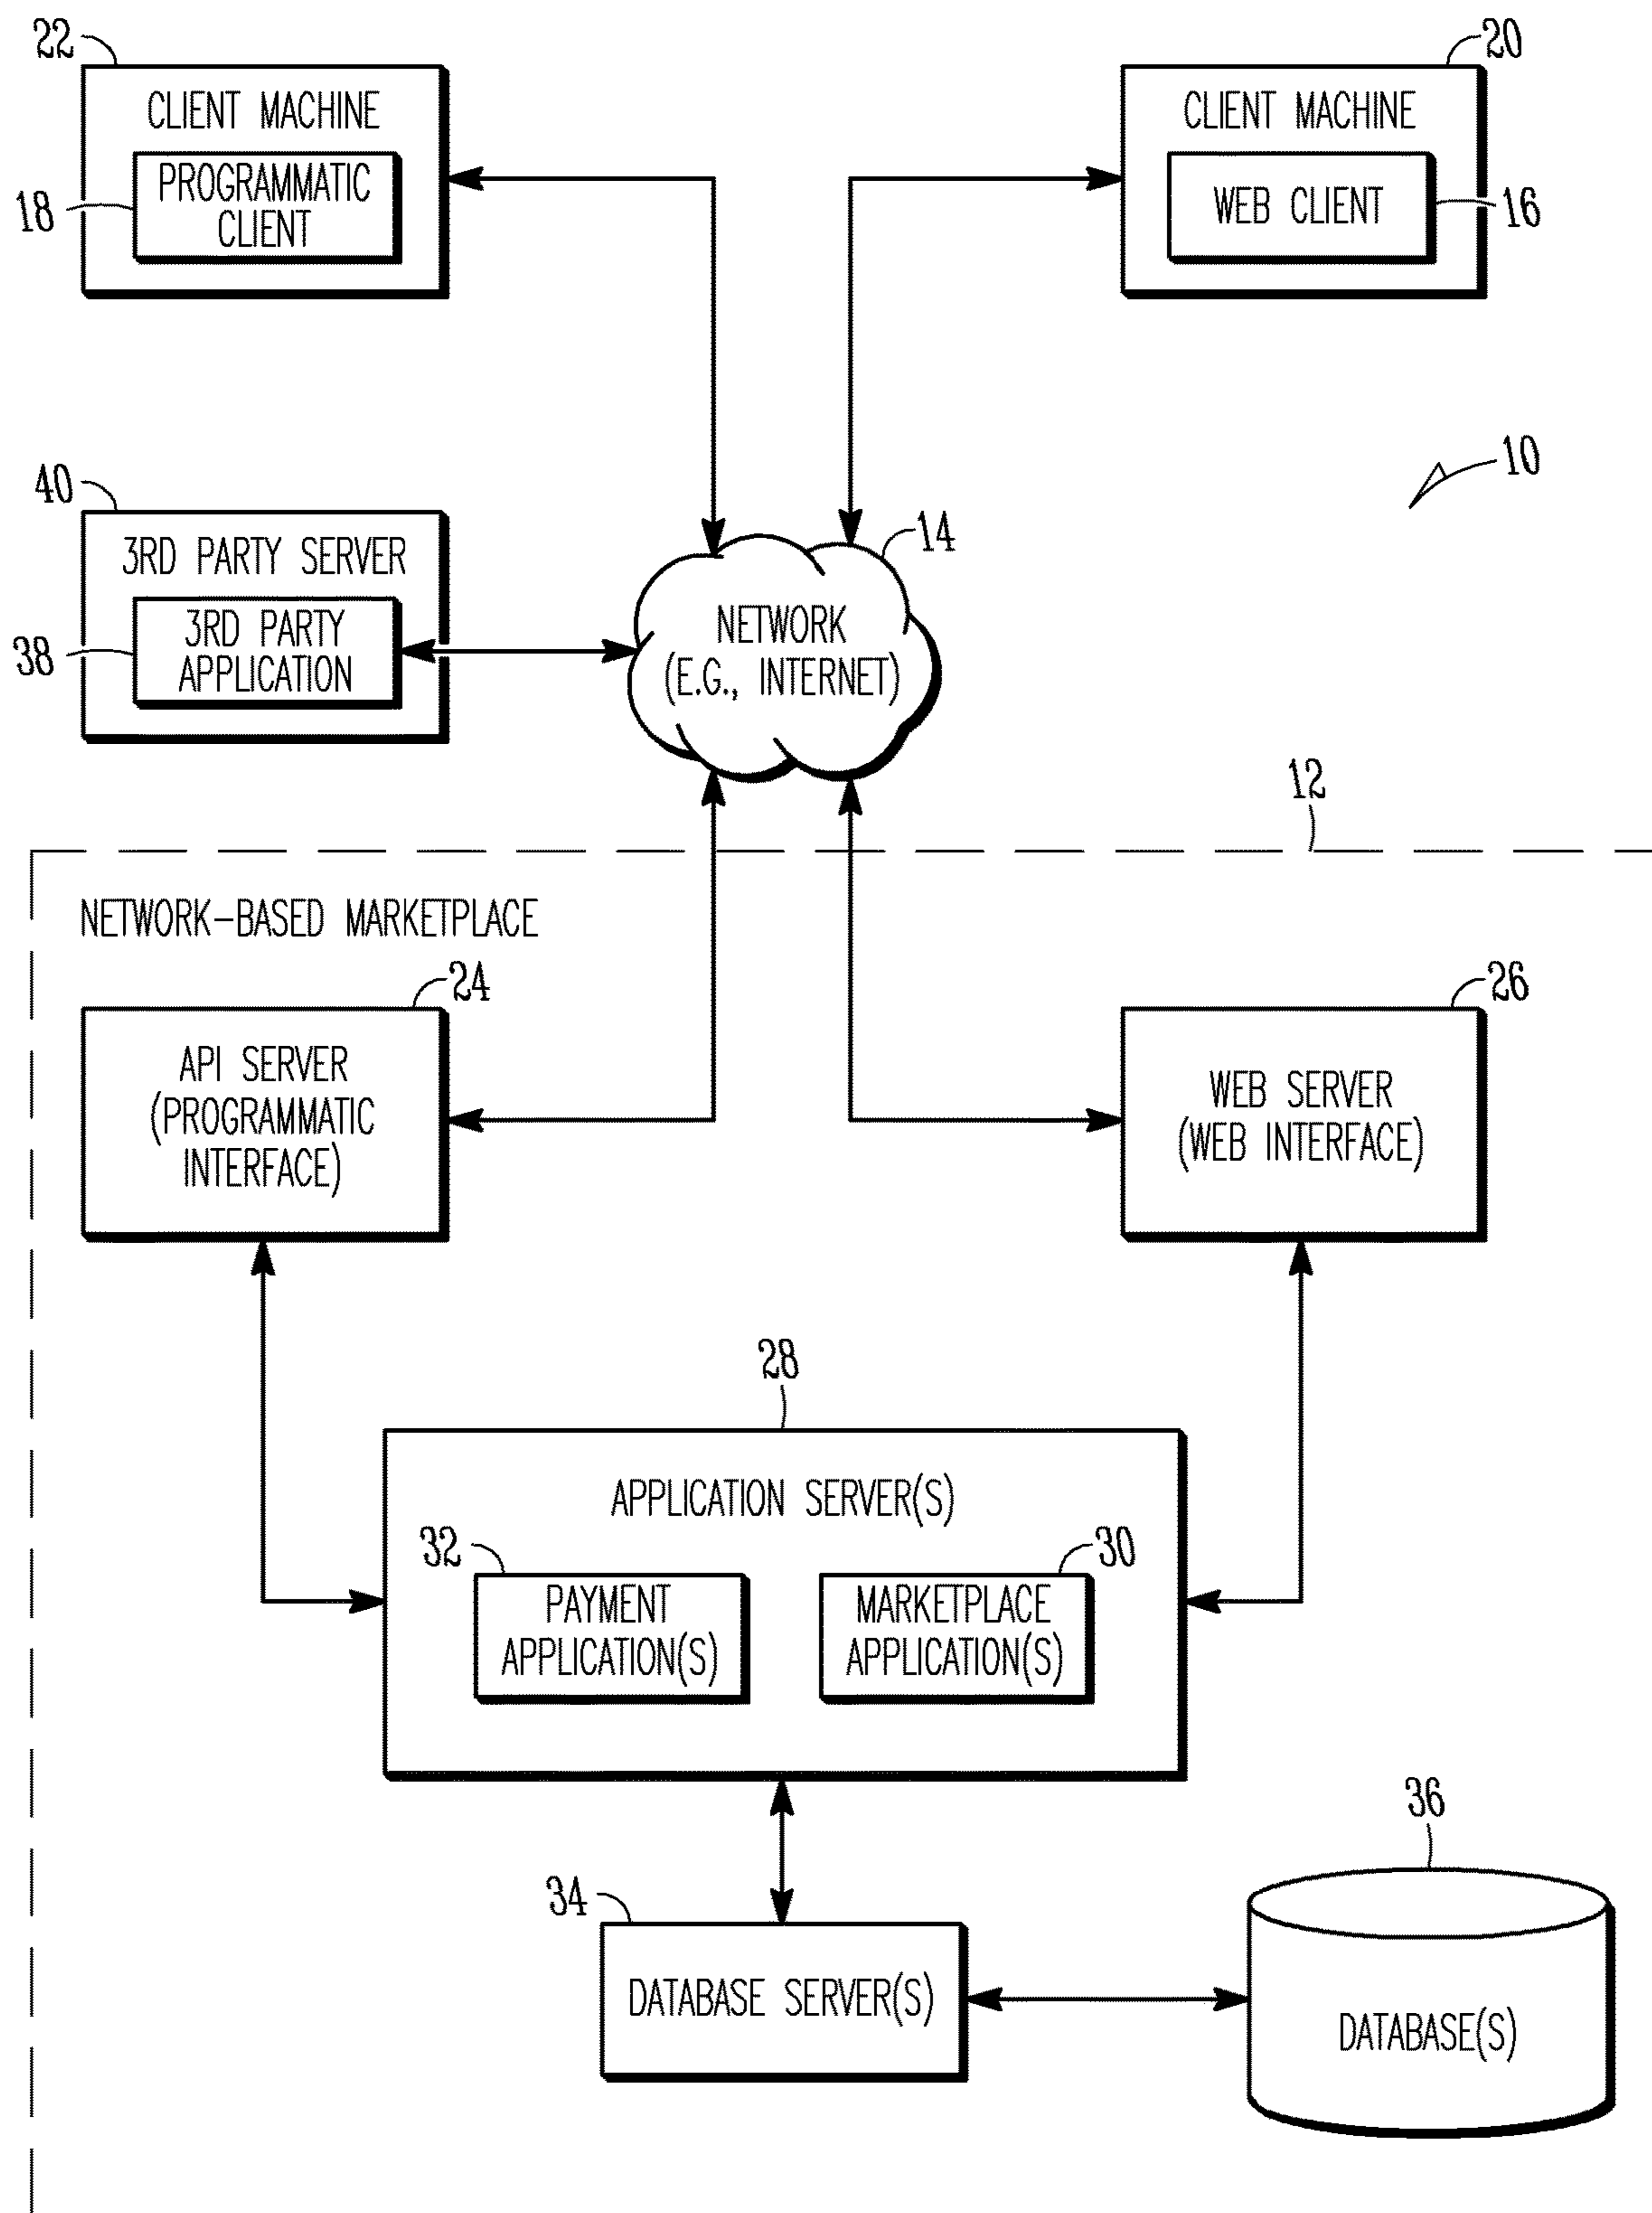 22
CLIENT MACHINE
18
PROGRAMMATIC
CLIENT
20
CLIENT MACHINE
WEB CLIENT
16
10
40
3RD PARTY SERVER
38
3RD PARTY
APPLICATION
14
NETWORK
(E.G., INTERNET)
12
NETWORK-BASED MARKETPLACE
24
API SERVER
(PROGRAMMATIC
INTERFACE)
26
WEB SERVER
(WEB INTERFACE)
28
APPLICATION SERVER(S)
32
PAYMENT
APPLICATION(S)
30
MARKETPLACE
APPLICATION(S)
34
DATABASE SERVER(S)
36
DATABASE(S)